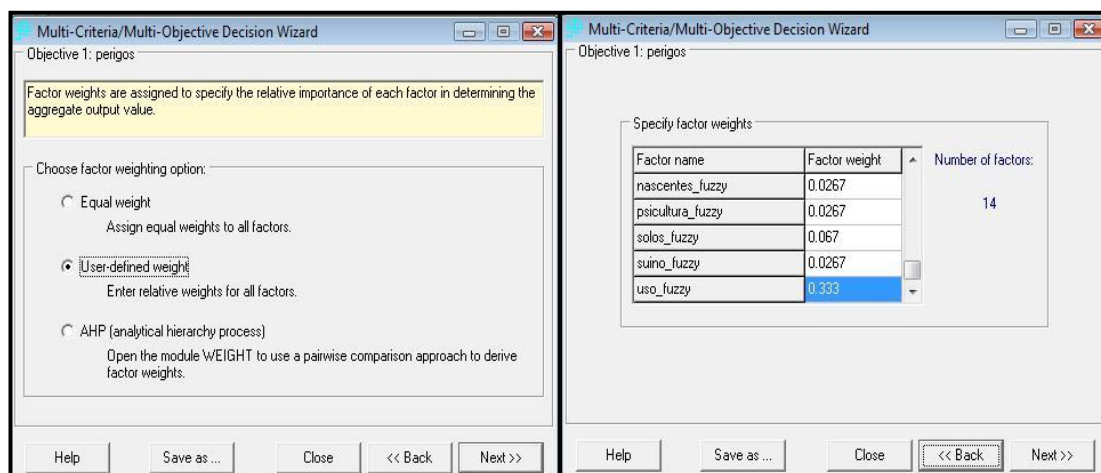 Multi-Criteria/Multi-Objective Decision Wizard
Objective 1: perigos
Factor weights are assigned to specify the relative importance of each factor in determining the
aggregate output value.
Choose factor weighting option:
Equal weight
Assign equal weights to all factors.
User-defined weight
Enter relative weights for all factors.
AHP (analytical hierarchy process)
Open the module WEIGHT to use a pairwise comparison approach to derive
factor weights.
Help Save as ... Close << Back Next >>
Multi-Criteria/Multi-Objective Decision Wizard
Objective 1: perigos
Specify factor weights
Factor name Factor weight
nascentes_fuzzy 0.0267
psicultura_fuzzy 0.0267
solos_fuzzy 0.067
suino_fuzzy 0.0267
uso_fuzzy 0.333
Number of factors:
14
Help Save as ... Close << Back Next >>